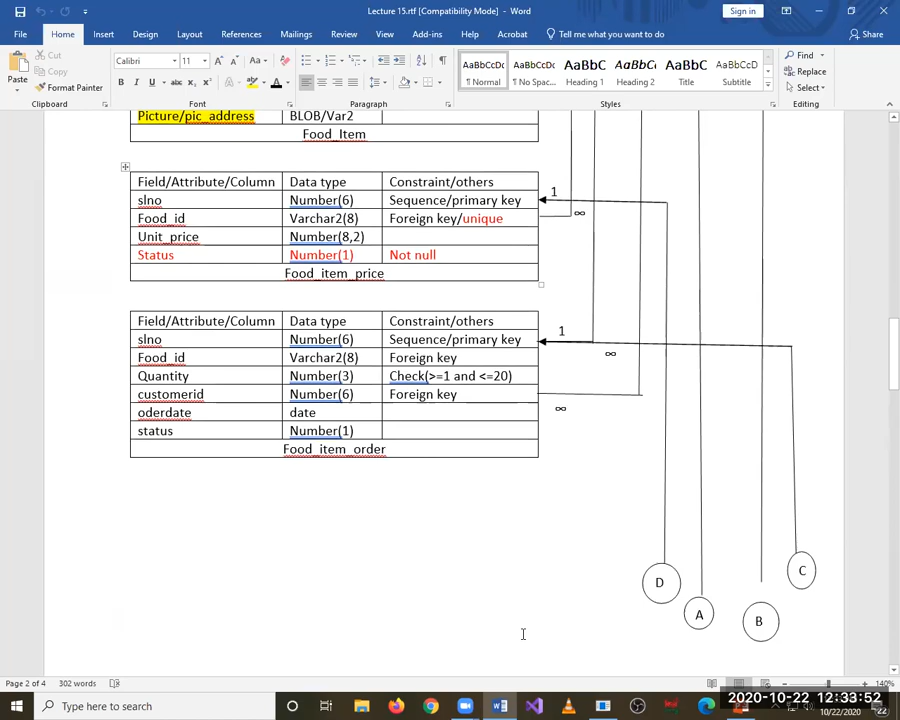 Lecture 15.rtf [Compatibility Mode] - Word
Sign in
File Home Insert Design Layout References Mailings Review View Add-ins Help Acrobat Tell me what you want to do Share
Paste
Cut
Copy
Format Painter
Calibri 11
AaBbCcDc AaBbCcDc AaBbC AaBbCc AaBbC AaBbCcD
¶ Normal ¶ No Spac... Heading 1 Heading 2 Title Subtitle
Find
Replace
Select
Clipboard Font Paragraph Styles Editing
Picture/pic_address BLOB/Var2
Food_Item
Field/Attribute/Column Data type Constraint/others
slno Number(6) Sequence/primary key
Food_id Varchar2(8) Foreign key/unique
Unit_price Number(8,2)
Status Number(1) Not null
Food_item_price
1
∞
Field/Attribute/Column Data type Constraint/others
slno Number(6) Sequence/primary key
Food_id Varchar2(8) Foreign key
Quantity Number(3) Check(>=1 and <=20)
customerid Number(6) Foreign key
oderdate date
status Number(1)
Food_item_order
1
∞
∞
D
A
B
C
Page 2 of 4 302 words 140%
Type here to search
2020-10-22 12:33:52
10/22/2020